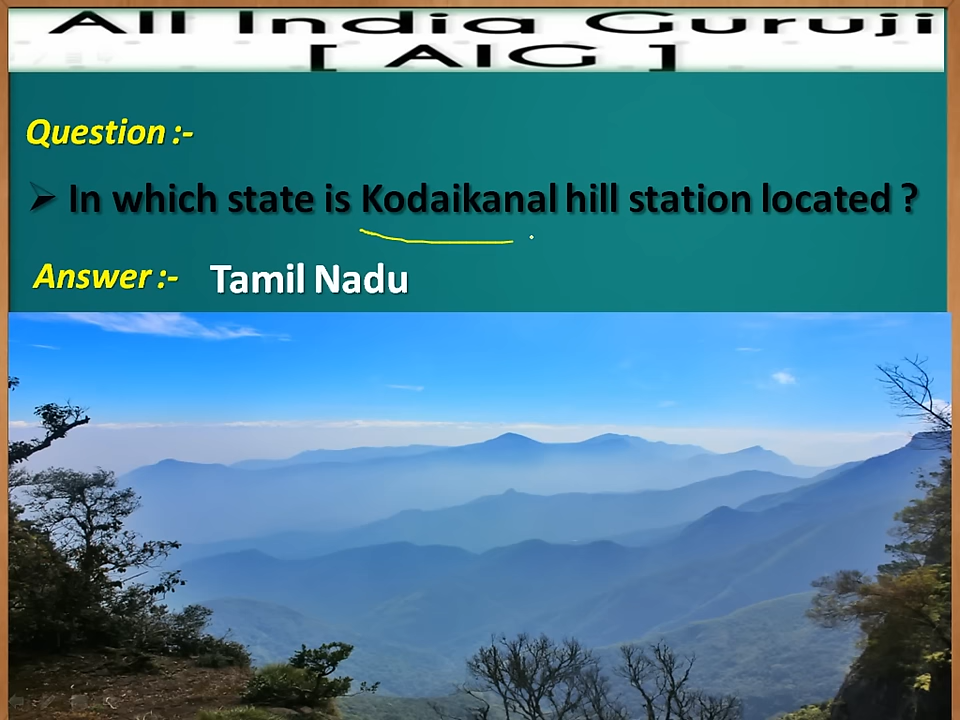 All India Guruji
[ AIG ]
Question :-
➢ In which state is Kodaikanal hill station located ?
Answer :- Tamil Nadu